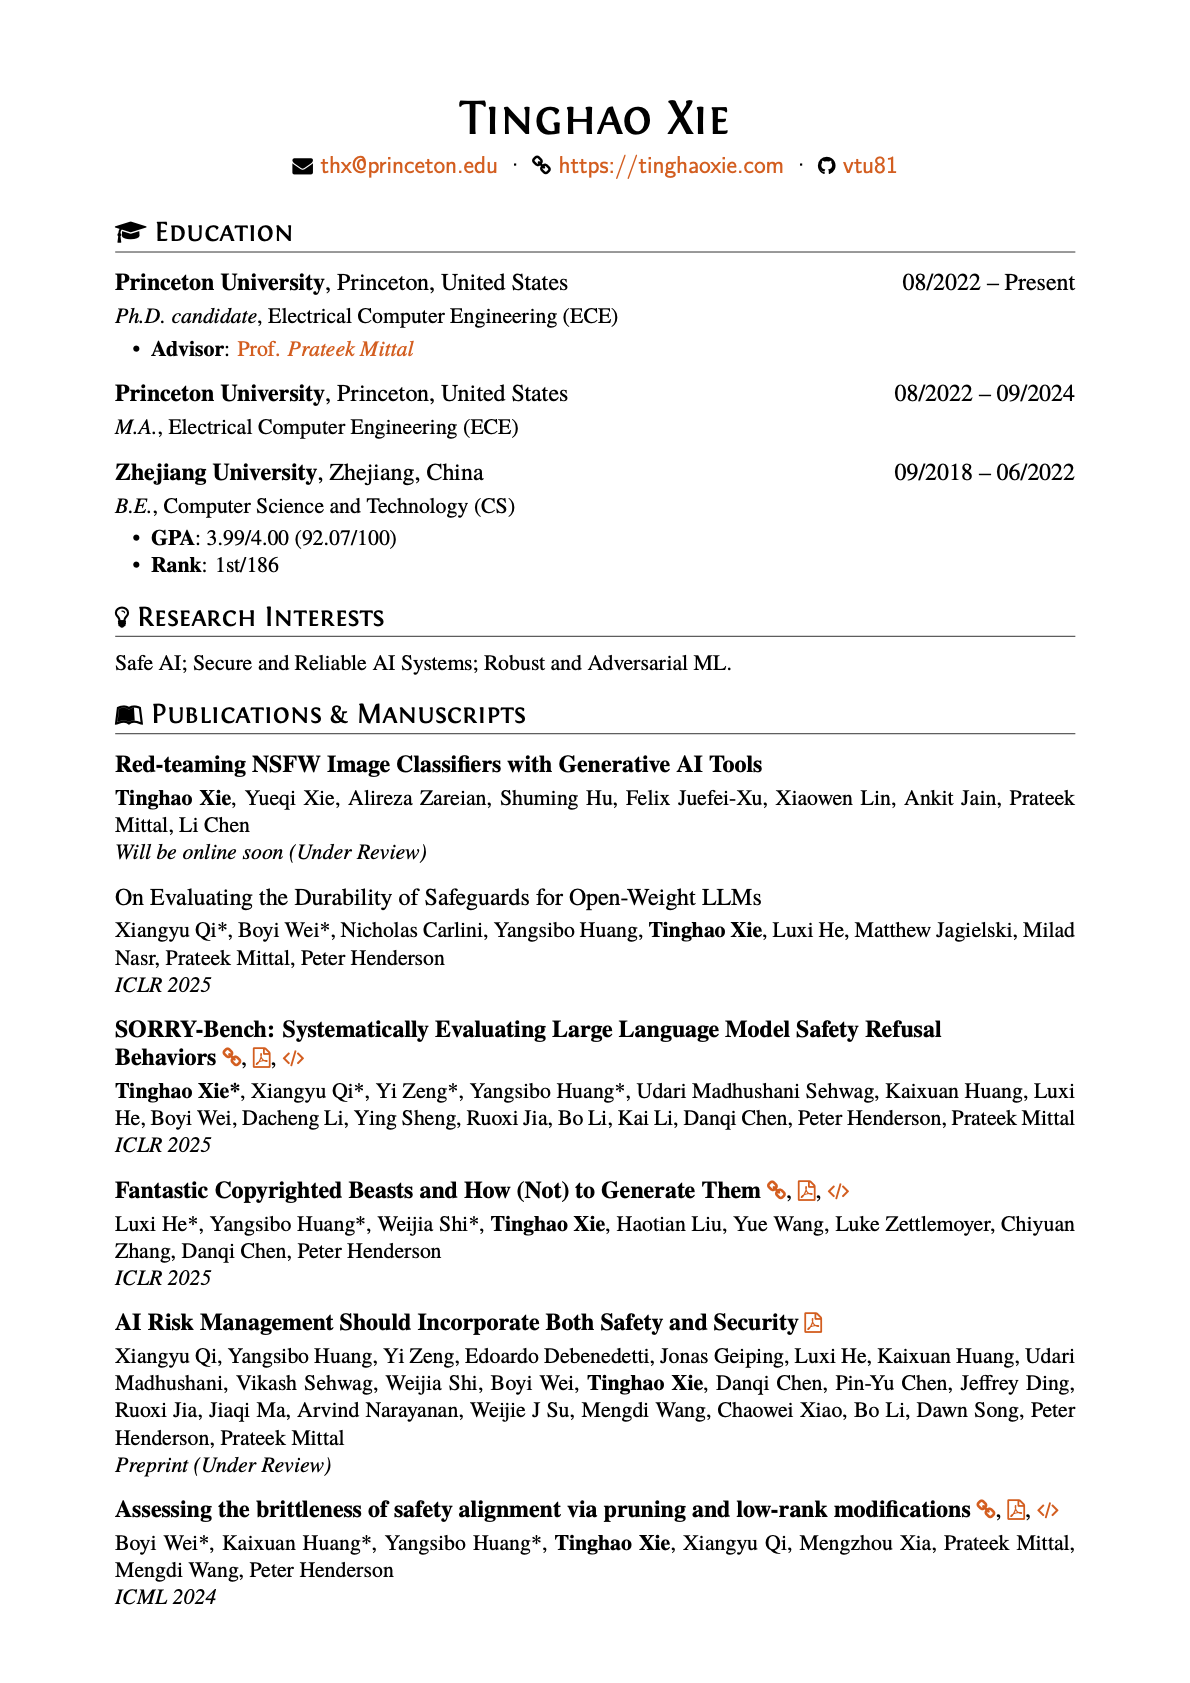 Tinghao Xie
thx@princeton.edu · https://tinghaoxie.com · vtu81
Education
Princeton University, Princeton, United States 08/2022 – Present
Ph.D. candidate, Electrical Computer Engineering (ECE)
• Advisor: Prof. Prateek Mittal
Princeton University, Princeton, United States 08/2022 – 09/2024
M.A., Electrical Computer Engineering (ECE)
Zhejiang University, Zhejiang, China 09/2018 – 06/2022
B.E., Computer Science and Technology (CS)
• GPA: 3.99/4.00 (92.07/100)
• Rank: 1st/186
Research Interests
Safe AI; Secure and Reliable AI Systems; Robust and Adversarial ML.
Publications & Manuscripts
Red-teaming NSFW Image Classifiers with Generative AI Tools
Tinghao Xie, Yueqi Xie, Alireza Zareian, Shuming Hu, Felix Juefei-Xu, Xiaowen Lin, Ankit Jain, Prateek
Mittal, Li Chen
Will be online soon (Under Review)
On Evaluating the Durability of Safeguards for Open-Weight LLMs
Xiangyu Qi*, Boyi Wei*, Nicholas Carlini, Yangsibo Huang, Tinghao Xie, Luxi He, Matthew Jagielski, Milad
Nasr, Prateek Mittal, Peter Henderson
ICLR 2025
SORRY-Bench: Systematically Evaluating Large Language Model Safety Refusal
Behaviors , , </>
Tinghao Xie*, Xiangyu Qi*, Yi Zeng*, Yangsibo Huang*, Udari Madhushani Sehwag, Kaixuan Huang, Luxi
He, Boyi Wei, Dacheng Li, Ying Sheng, Ruoxi Jia, Bo Li, Kai Li, Danqi Chen, Peter Henderson, Prateek Mittal
ICLR 2025
Fantastic Copyrighted Beasts and How (Not) to Generate Them , , </>
Luxi He*, Yangsibo Huang*, Weijia Shi*, Tinghao Xie, Haotian Liu, Yue Wang, Luke Zettlemoyer, Chiyuan
Zhang, Danqi Chen, Peter Henderson
ICLR 2025
AI Risk Management Should Incorporate Both Safety and Security
Xiangyu Qi, Yangsibo Huang, Yi Zeng, Edoardo Debenedetti, Jonas Geiping, Luxi He, Kaixuan Huang, Udari
Madhushani, Vikash Sehwag, Weijia Shi, Boyi Wei, Tinghao Xie, Danqi Chen, Pin-Yu Chen, Jeffrey Ding,
Ruoxi Jia, Jiaqi Ma, Arvind Narayanan, Weijie J Su, Mengdi Wang, Chaowei Xiao, Bo Li, Dawn Song, Peter
Henderson, Prateek Mittal
Preprint (Under Review)
Assessing the brittleness of safety alignment via pruning and low-rank modifications , , </>
Boyi Wei*, Kaixuan Huang*, Yangsibo Huang*, Tinghao Xie, Xiangyu Qi, Mengzhou Xia, Prateek Mittal,
Mengdi Wang, Peter Henderson
ICML 2024